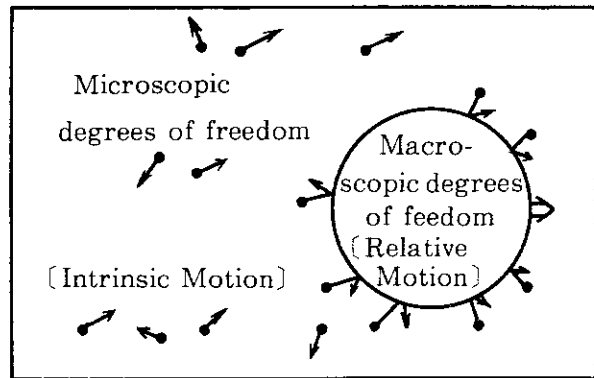 Microscopic
degrees of freedom
Macro-
scopic degrees
of feedom
〔Relative
Motion〕
〔Intrinsic Motion〕